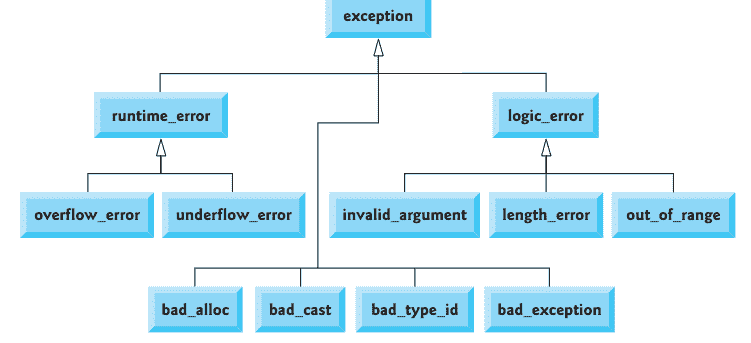 exception
runtime_error
logic_error
overflow_error
underflow_error
invalid_argument
length_error
out_of_range
bad_alloc
bad_cast
bad_type_id
bad_exception